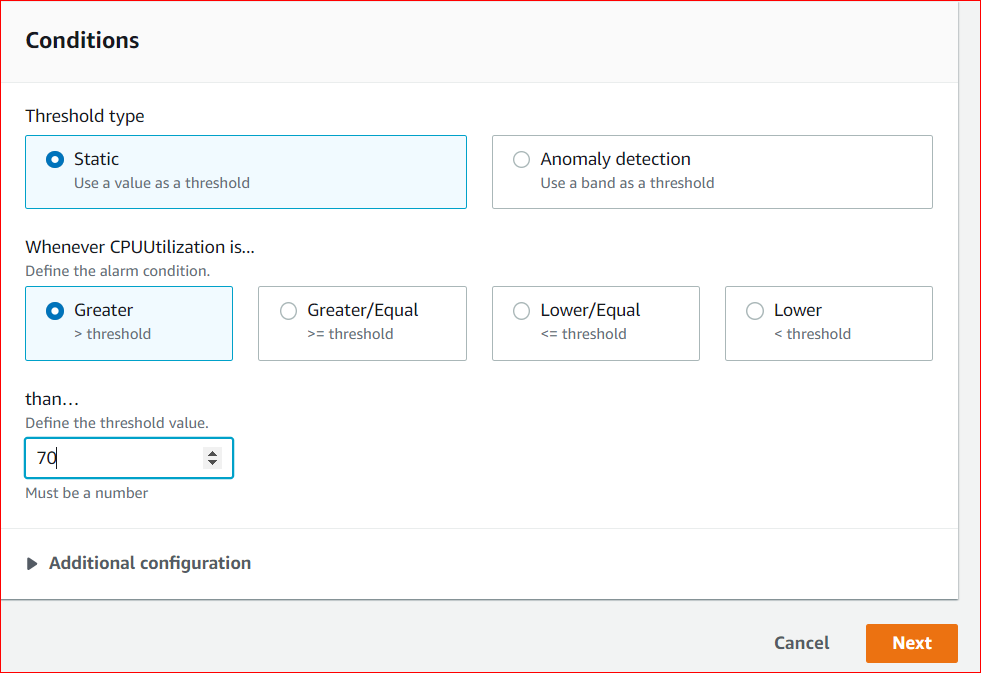 Conditions
Threshold type
Static
Use a value as a threshold
Anomaly detection
Use a band as a threshold
Whenever CPUUtilization is...
Define the alarm condition.
Greater
> threshold
Greater/Equal
>= threshold
Lower/Equal
<= threshold
Lower
< threshold
than…
Define the threshold value.
70
Must be a number
Additional configuration
Cancel
Next